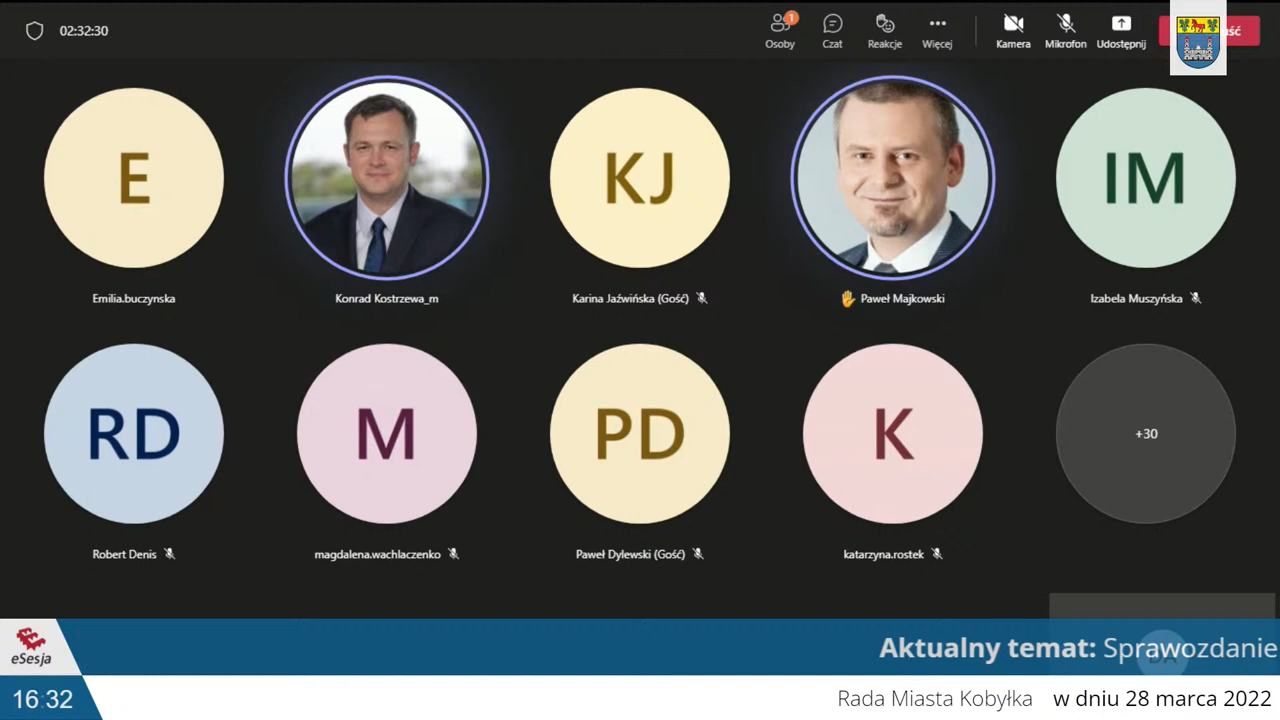 02:32:30
1
Osoby
Czat
Reakcje
Więcej
Kamera
Mikrofon
Udostępnij
ść
E
KJ
IM
Emilia.buczynska
Konrad Kostrzewa_m
Karina Jaźwińska (Gość)
Paweł Majkowski
Izabela Muszyńska
RD
M
PD
K
+30
Robert Denis
magdalena.wachlaczenko
Paweł Dylewski (Gość)
katarzyna.rostek
eSesja
Aktualny temat: Sprawozdanie
16:32
Rada Miasta Kobyłka w dniu 28 marca 2022